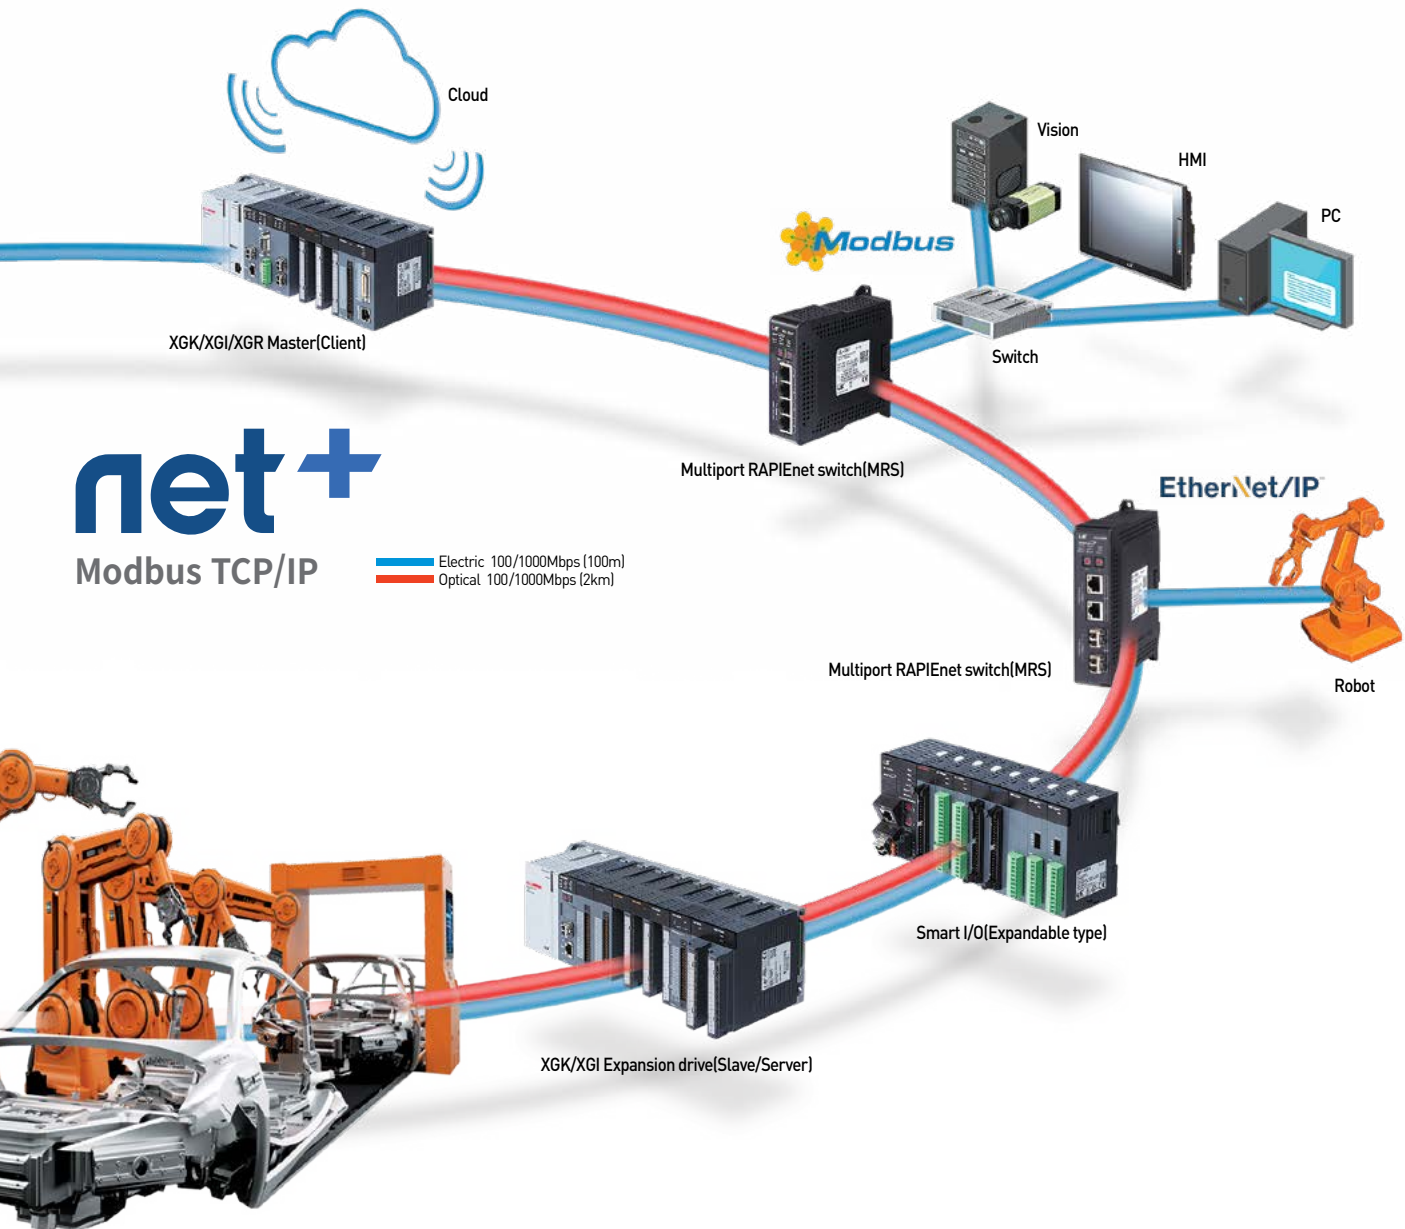 Cloud
Vision
HMI
PC
Modbus
XGK/XGI/XGR Master(Client)
Switch
Multiport RAPIEnet switch(MRS)
net+
Modbus TCP/IP
Electric 100/1000Mbps (100m)
Optical 100/1000Mbps (2km)
EtherNet/IP™
Multiport RAPIEnet switch(MRS)
Robot
Smart I/O(Expandable type)
XGK/XGI Expansion drive(Slave/Server)